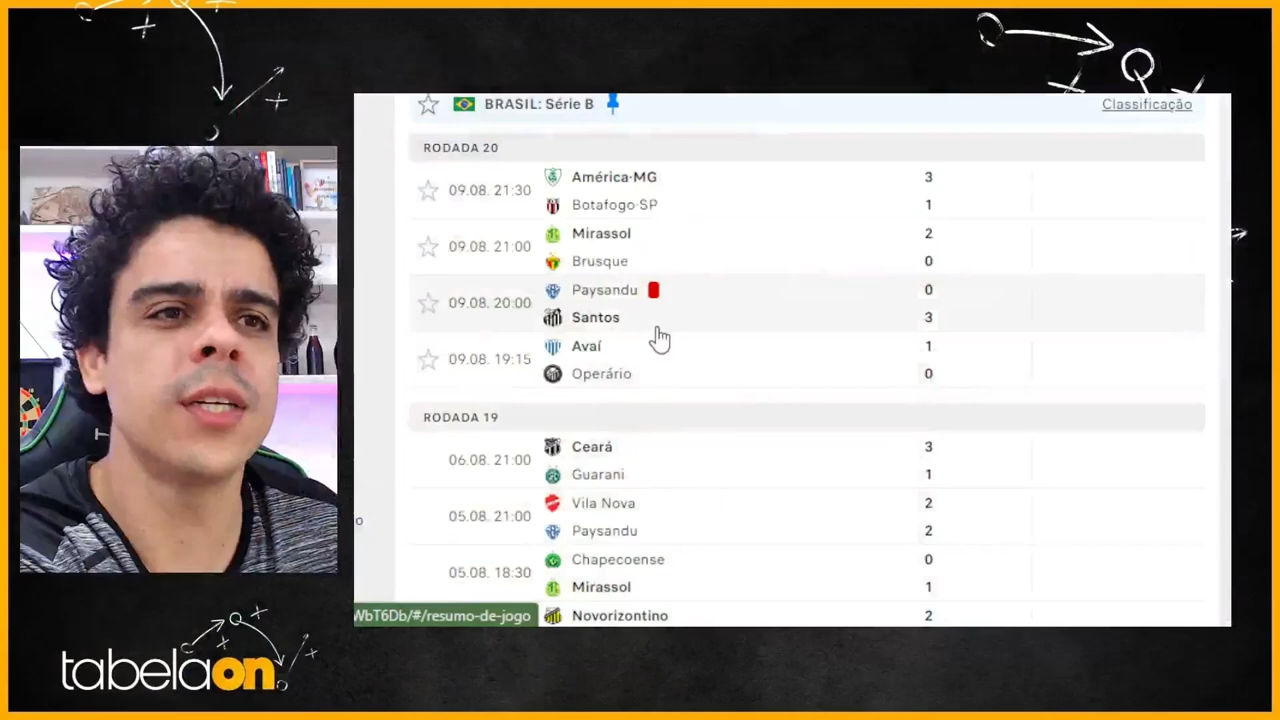 BRASIL: Série B
Classificação
RODADA 20
09.08. 21:30
América-MG 3
Botafogo-SP 1
09.08. 21:00
Mirassol 2
Brusque 0
09.08. 20:00
Paysandu 0
Santos 3
09.08. 19:15
Avaí 1
Operário 0
RODADA 19
06.08. 21:00
Ceará 3
Guarani 1
05.08. 21:00
Vila Nova 2
Paysandu 2
05.08. 18:30
Chapecoense 0
Mirassol 1
Novorizontino 2
WbT6Db/#/resumo-de-jogo
tabelaon